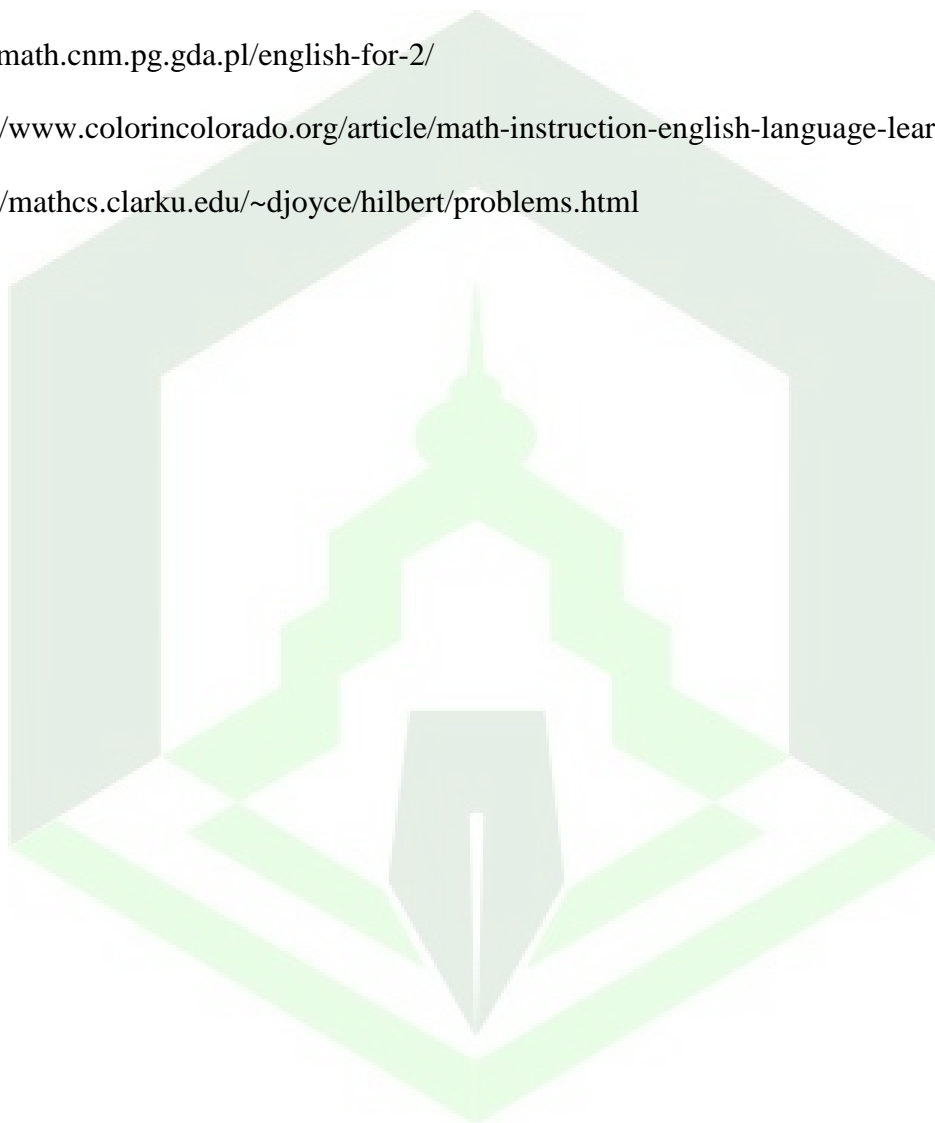 math.cnm.pg.gda.pl/english-for-2/
/www.colorincolorado.org/article/math-instruction-english-language-lear
/mathcs.clarku.edu/~djoyce/hilbert/problems.html